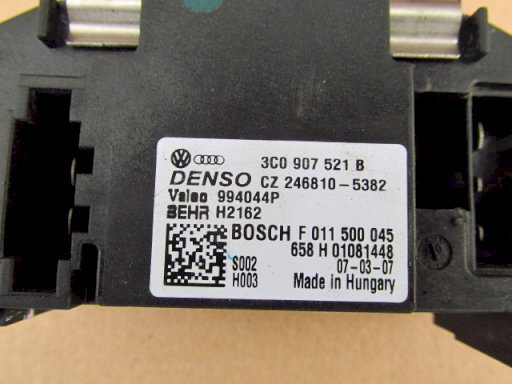 3C0 907 521 B
DENSO CZ 246810-5382
Valeo 994044P
BEHR H2162
BOSCH F 011 500 045
658 H 01081448
S002 07-03-07
H003 Made in Hungary